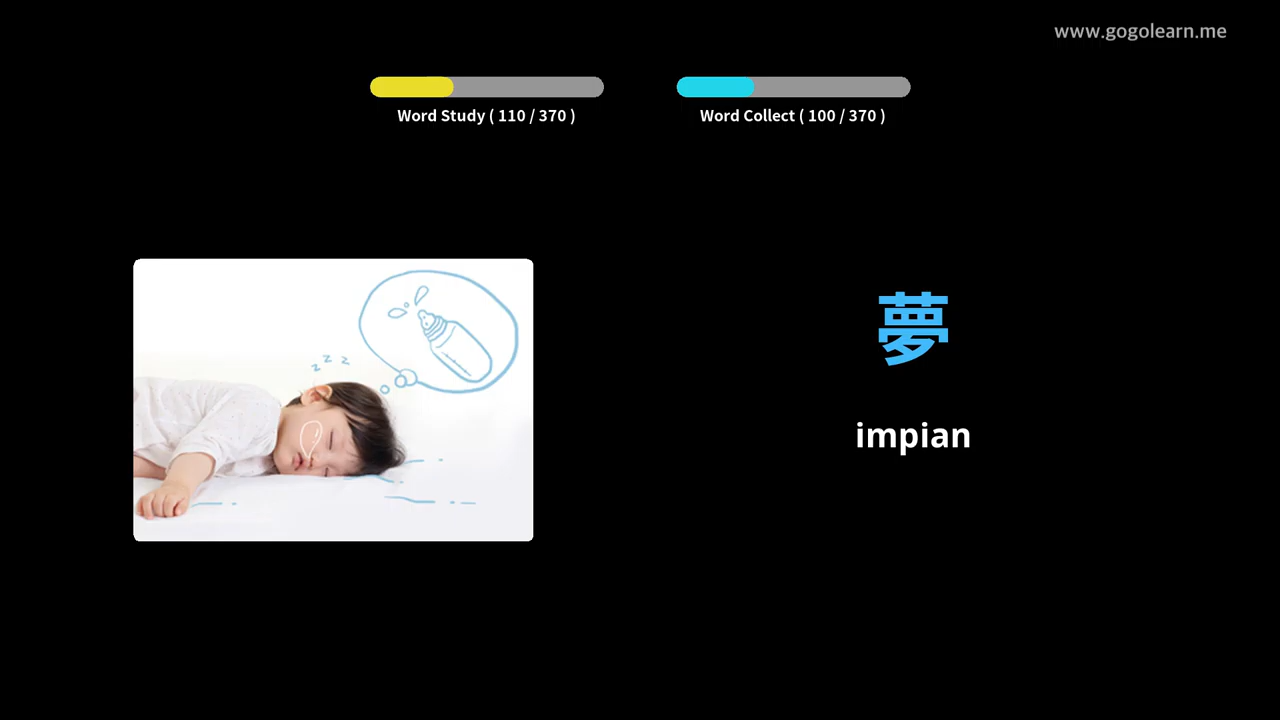 www.gogolearn.me
Word Study ( 110 / 370 )
Word Collect ( 100 / 370 )
z z z
夢
impian